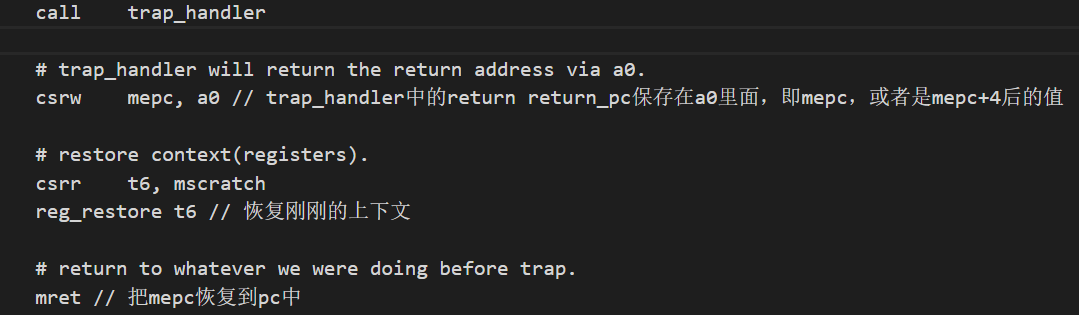 call trap_handler
# trap_handler will return the return address via a0.
csrw mepc, a0 // trap_handler中的return return_pc保存在a0里面，即mepc，或者是mepc+4后的值
# restore context(registers).
csrr t6, mscratch
reg_restore t6 // 恢复刚刚的上下文
# return to whatever we were doing before trap.
mret // 把mepc恢复到pc中